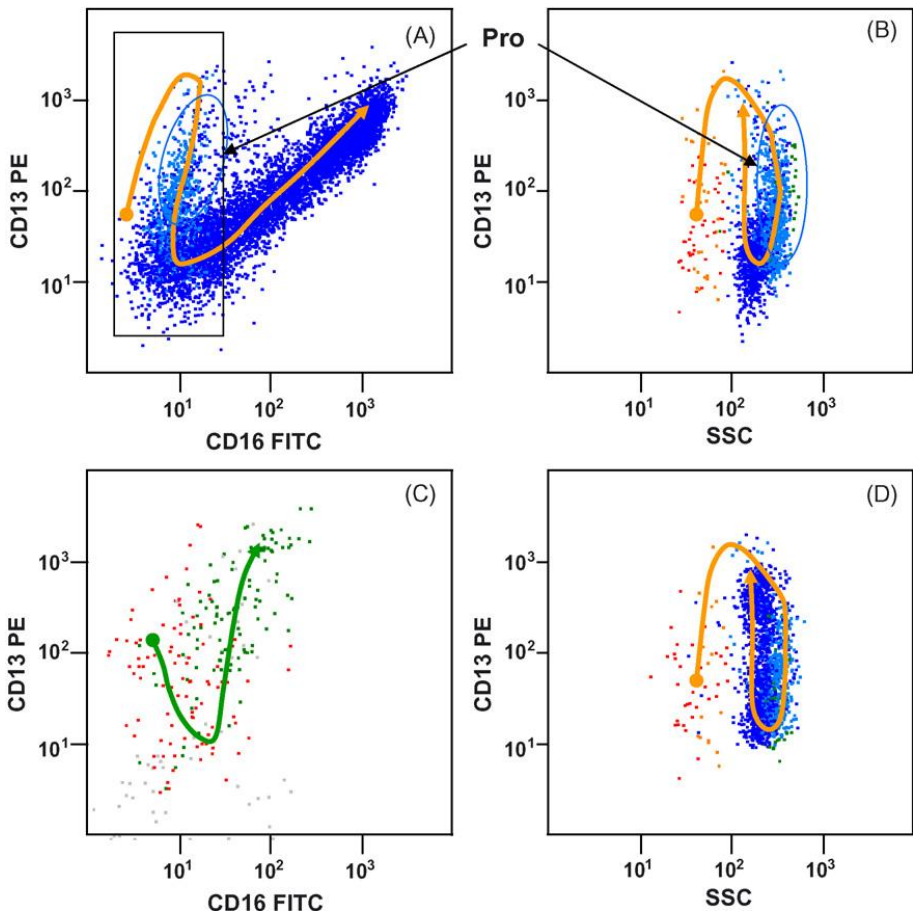 (A)
Pro
(B)
10³
10²
10¹
CD13 PE
10¹
10²
10³
CD16 FITC
10³
10²
10¹
CD13 PE
10¹
10²
10³
SSC
(C)
10³
10²
10¹
CD13 PE
10¹
10²
10³
CD16 FITC
(D)
10³
10²
10¹
CD13 PE
10¹
10²
10³
SSC